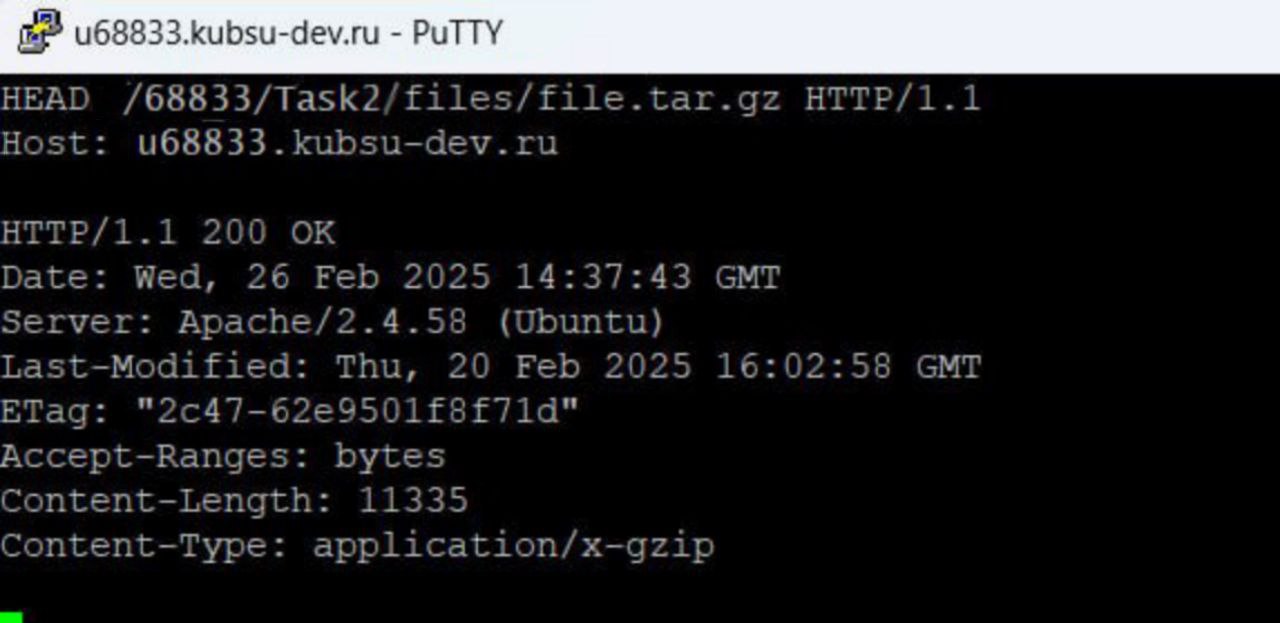 u68833.kubsu-dev.ru - PuTTY
HEAD /68833/Task2/files/file.tar.gz HTTP/1.1
Host: u68833.kubsu-dev.ru
HTTP/1.1 200 OK
Date: Wed, 26 Feb 2025 14:37:43 GMT
Server: Apache/2.4.58 (Ubuntu)
Last-Modified: Thu, 20 Feb 2025 16:02:58 GMT
ETag: "2c47-62e9501f8f71d"
Accept-Ranges: bytes
Content-Length: 11335
Content-Type: application/x-gzip